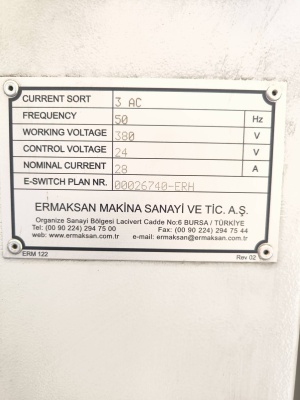 CURRENT SORT 3 AC
FREQUENCY 50 Hz
WORKING VOLTAGE 380 V
CONTROL VOLTAGE 24 V
NOMINAL CURRENT 28 A
E-SWITCH PLAN NR. 00026740-ERH
ERMAKSAN MAKİNA SANAYİ VE TİC. A.Ş.
Organize Sanayi Bölgesi Lacivert Cadde No:6 BURSA / TÜRKİYE
Tel: (00 90 224) 294 75 00 Fax: (00 90 224) 294 75 44
web: www.ermaksan.com.tr e-mail: ermaksan@ermaksan.com.tr
ERM 122 Rev 02